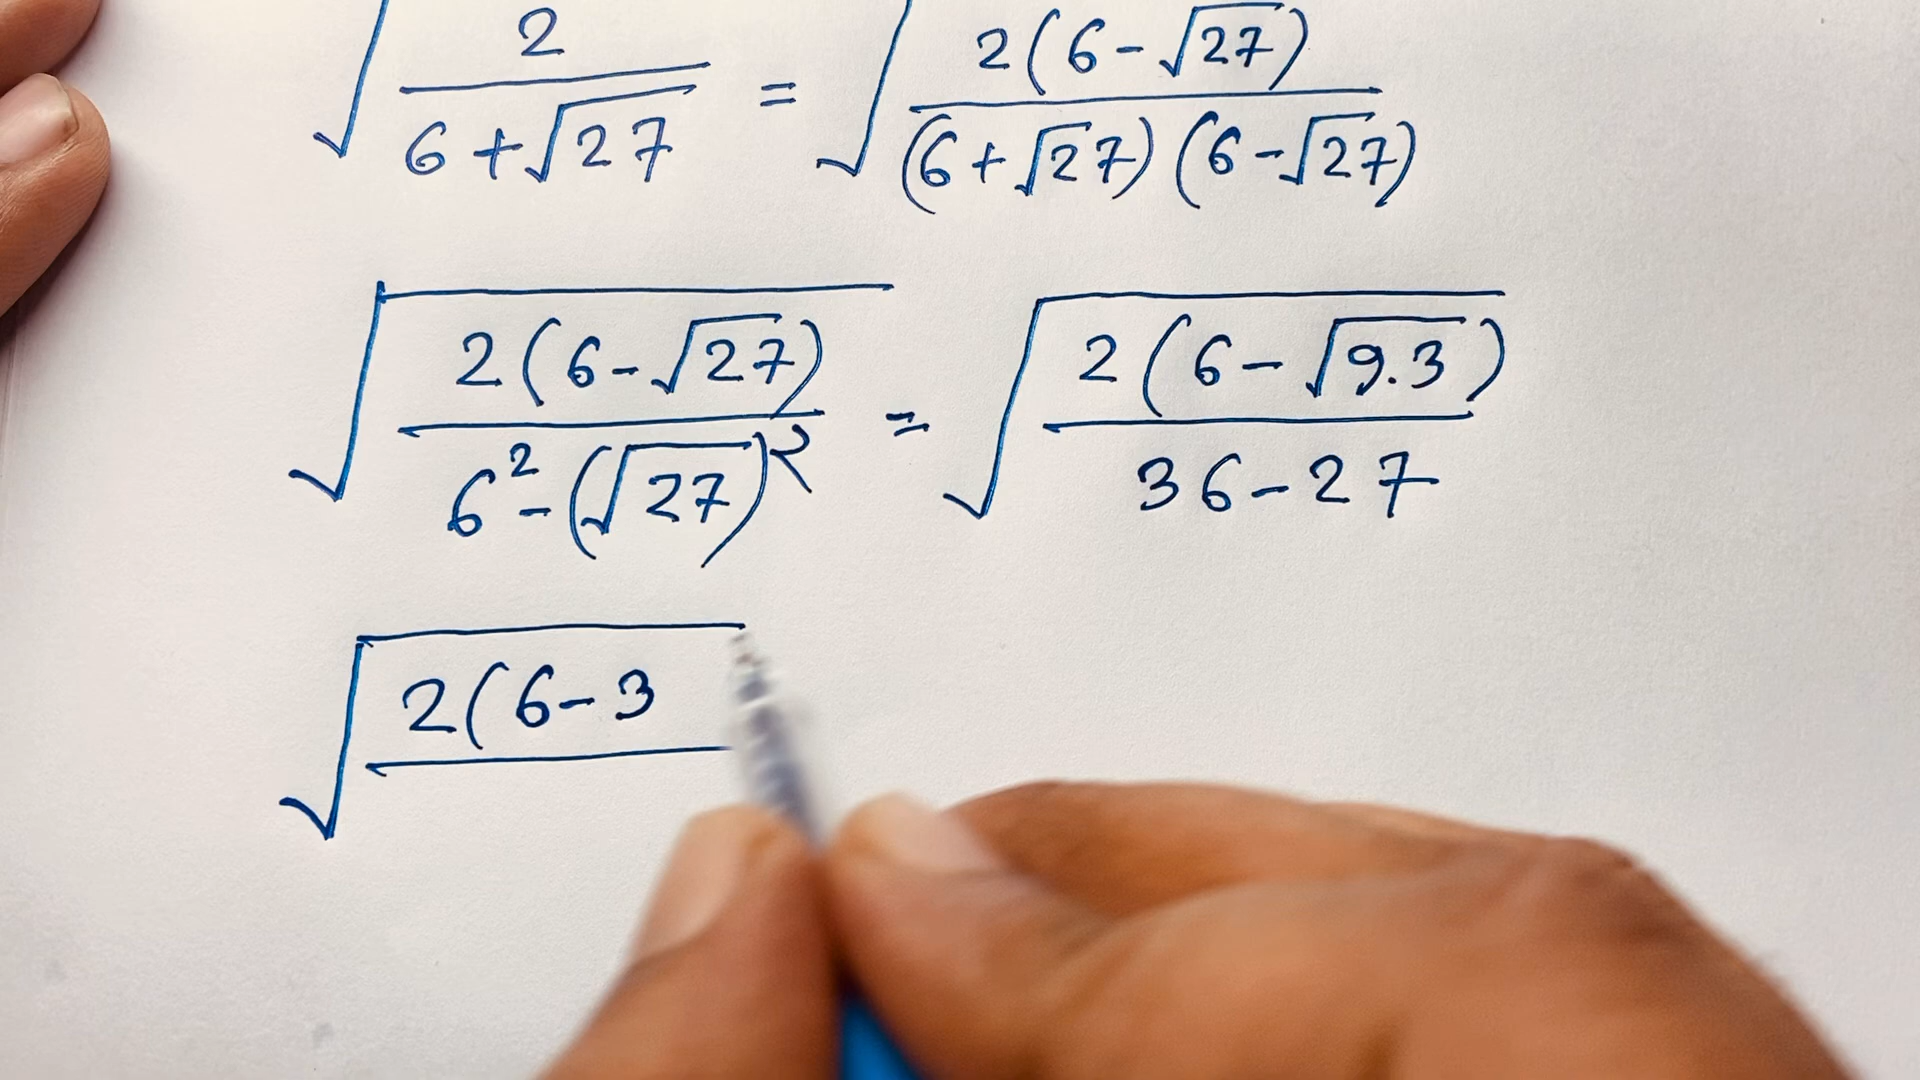 √(2/(6+√27)) = √(2(6-√27)/((6+√27)(6-√27)))
√(2(6-√27)/(6²-(√27)²)) = √(2(6-√9.3)/(36-27))
√(2(6-3